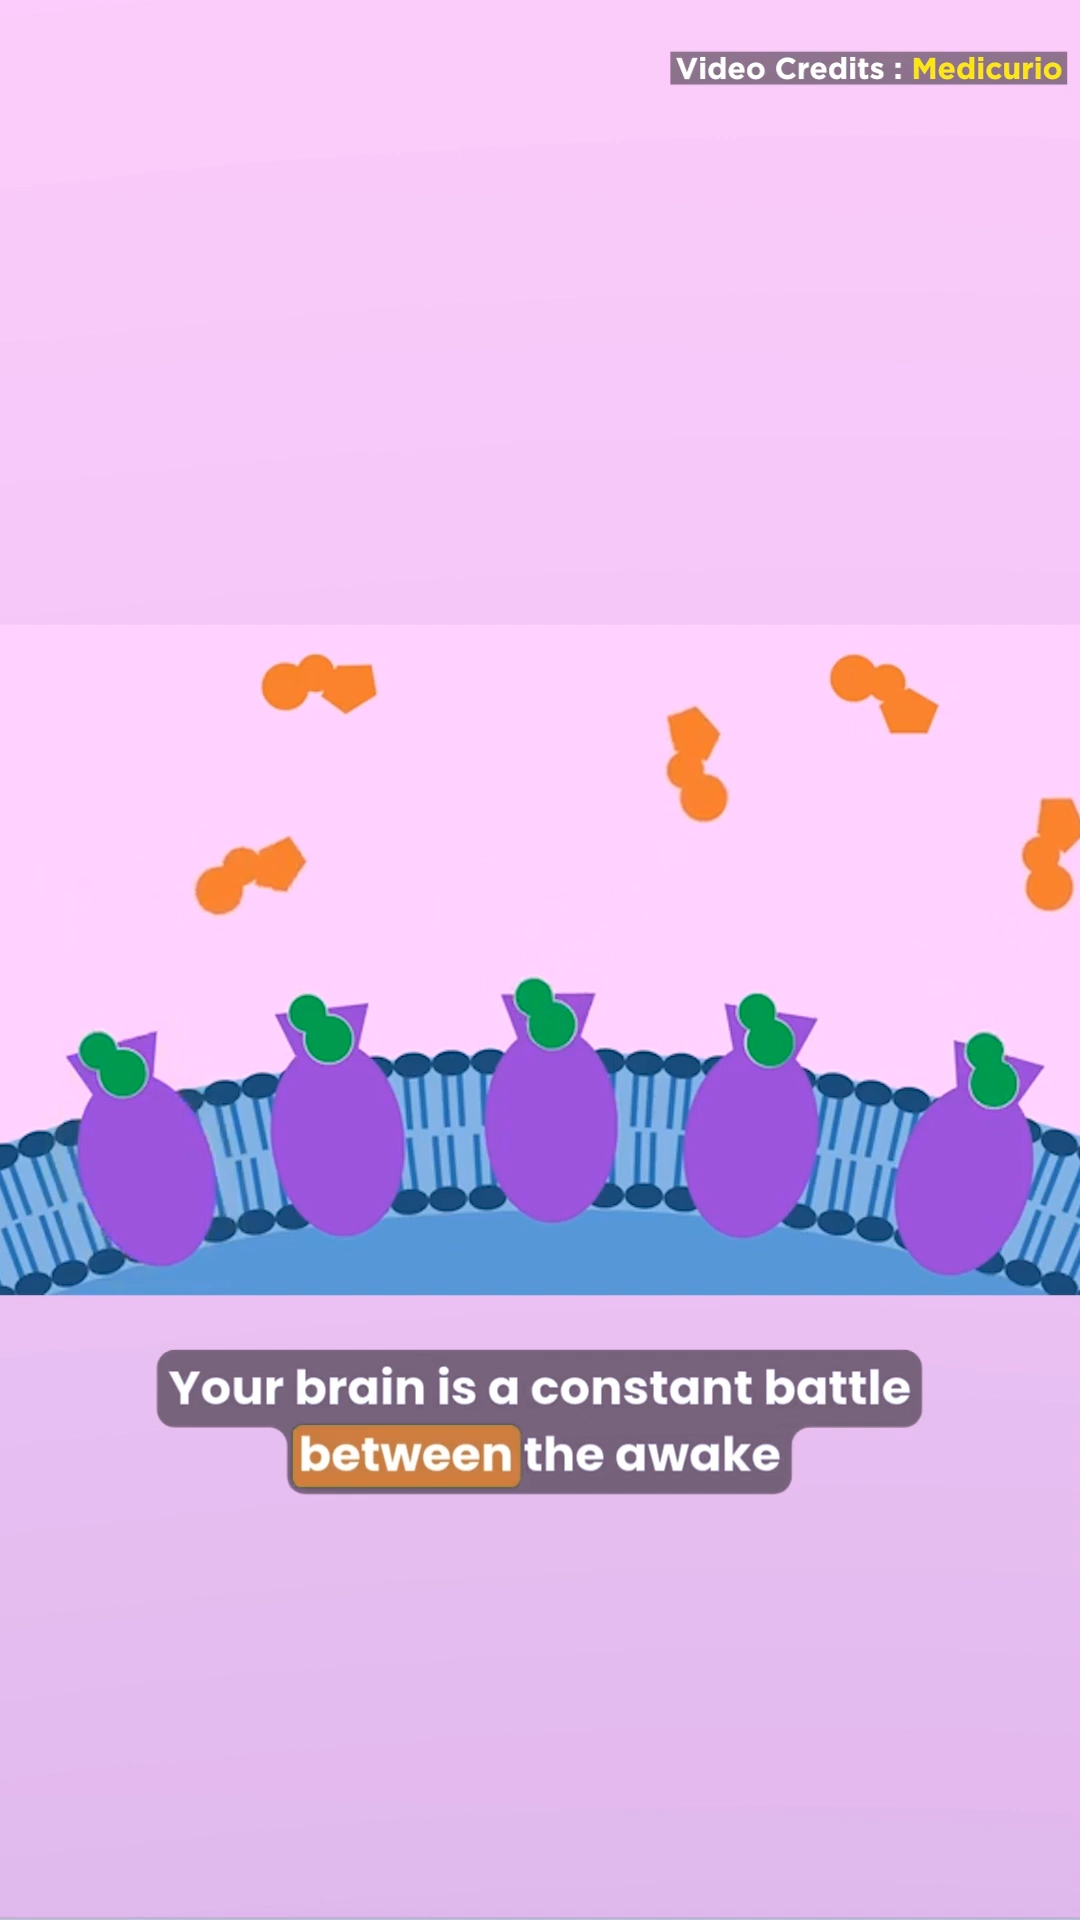 Video Credits : Medicurio
Your brain is a constant battle
between the awake